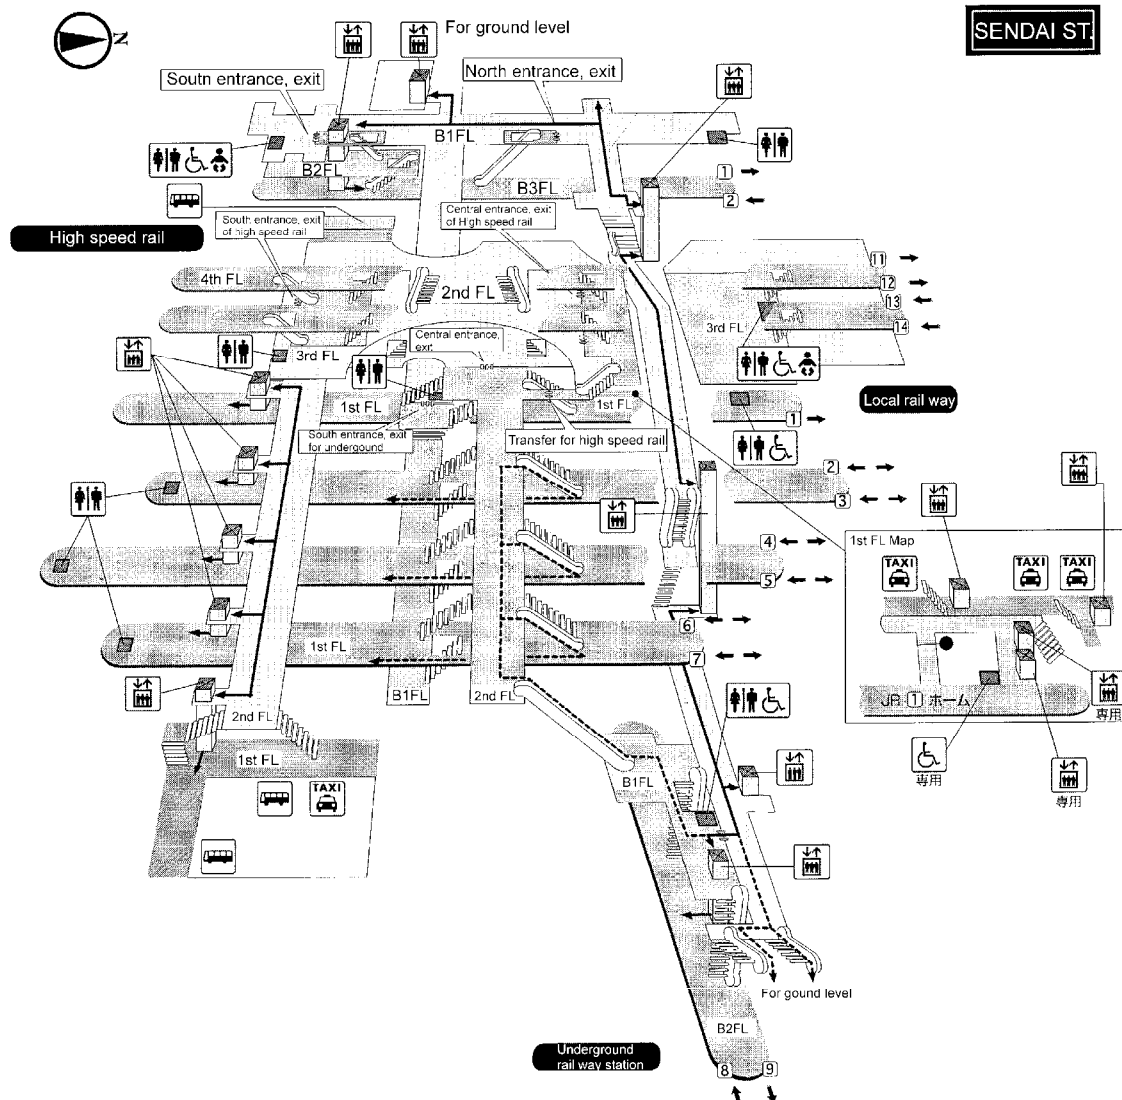 N
For ground level
SENDAI ST.
Soutn entrance, exit
North entrance, exit
B1FL
B2FL
B3FL
1
2
South entrance, exit
of high speed rail
Central entrance, exit
of High speed rail
High speed rail
4th FL
2nd FL
11
12
13
14
3rd FL
3rd FL
Central entrance,
exit
1st FL
1st FL
Local rail way
1
South entrance, exit
for undergound
Transfer for high speed rail
2
3
4
5
1st FL Map
TAXI
TAXI
TAXI
6
7
1st FL
B1FL
2nd FL
2nd FL
JR 1 ホーム
専用
専用
専用
1st FL
TAXI
B1FL
For gound level
B2FL
Underground
rail way station
8
9